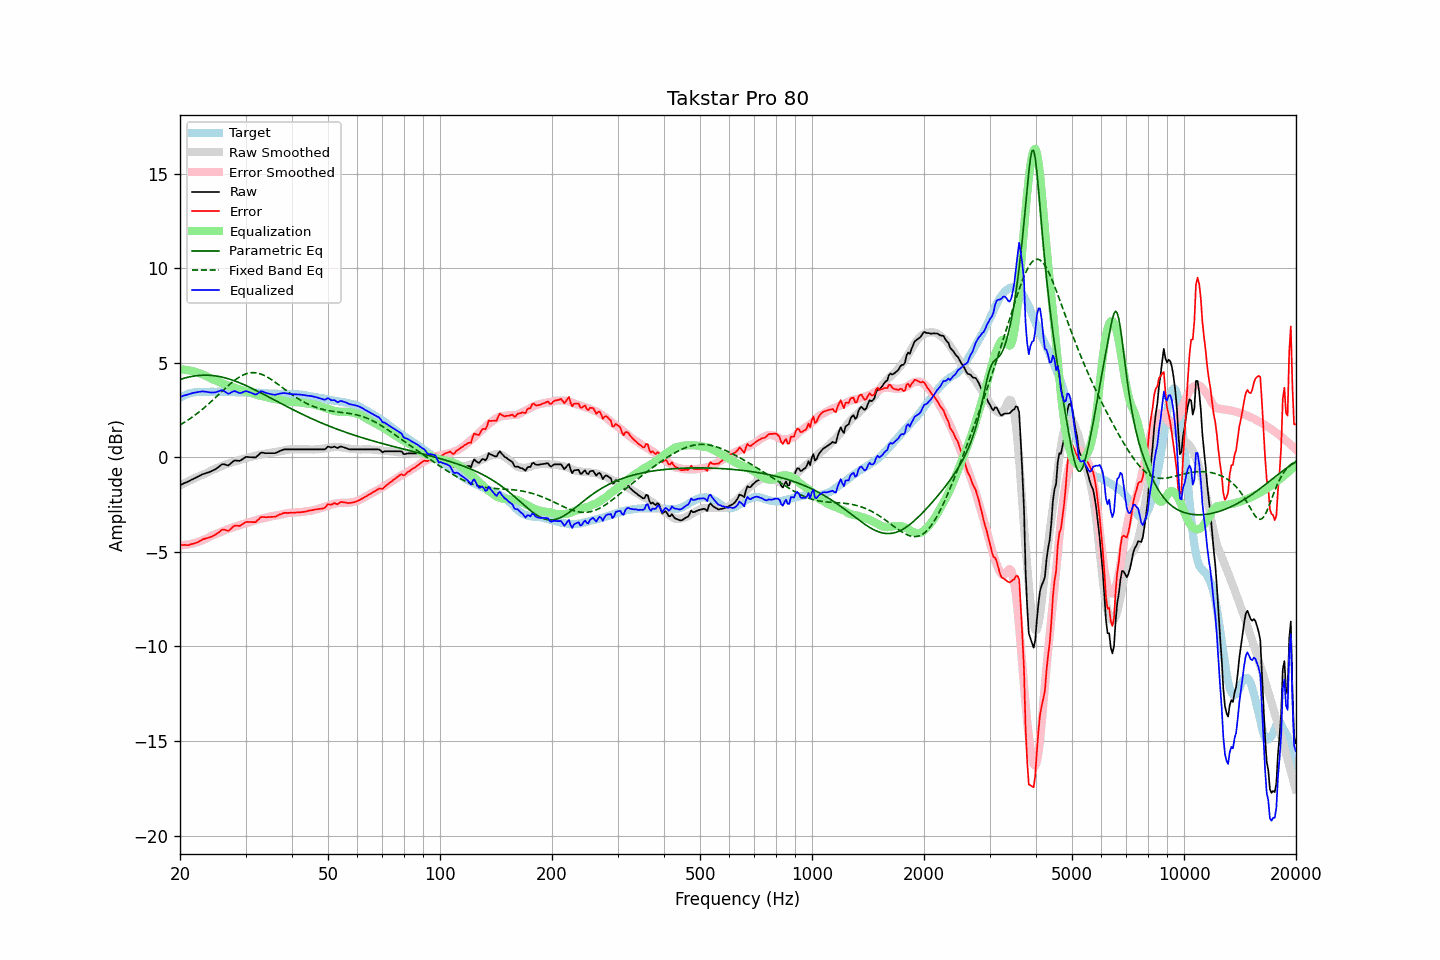 Takstar Pro 80
Target
Raw Smoothed
Error Smoothed
Raw
Error
Equalization
Parametric Eq
Fixed Band Eq
Equalized
Amplitude (dBr)
15
10
5
0
−5
−10
−15
−20
20 50 100 200 500 1000 2000 5000 10000 20000
Frequency (Hz)